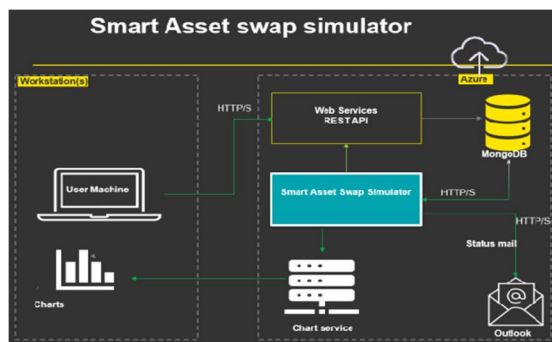 Smart Asset swap simulator
Workstation(s)
Azure
HTTP/S
Web Services
RESTAPI
MongoDB
User Machine
Smart Asset Swap Simulator
HTTP/S
HTTP/S
Status mail
Charts
Chart service
Outlook
@